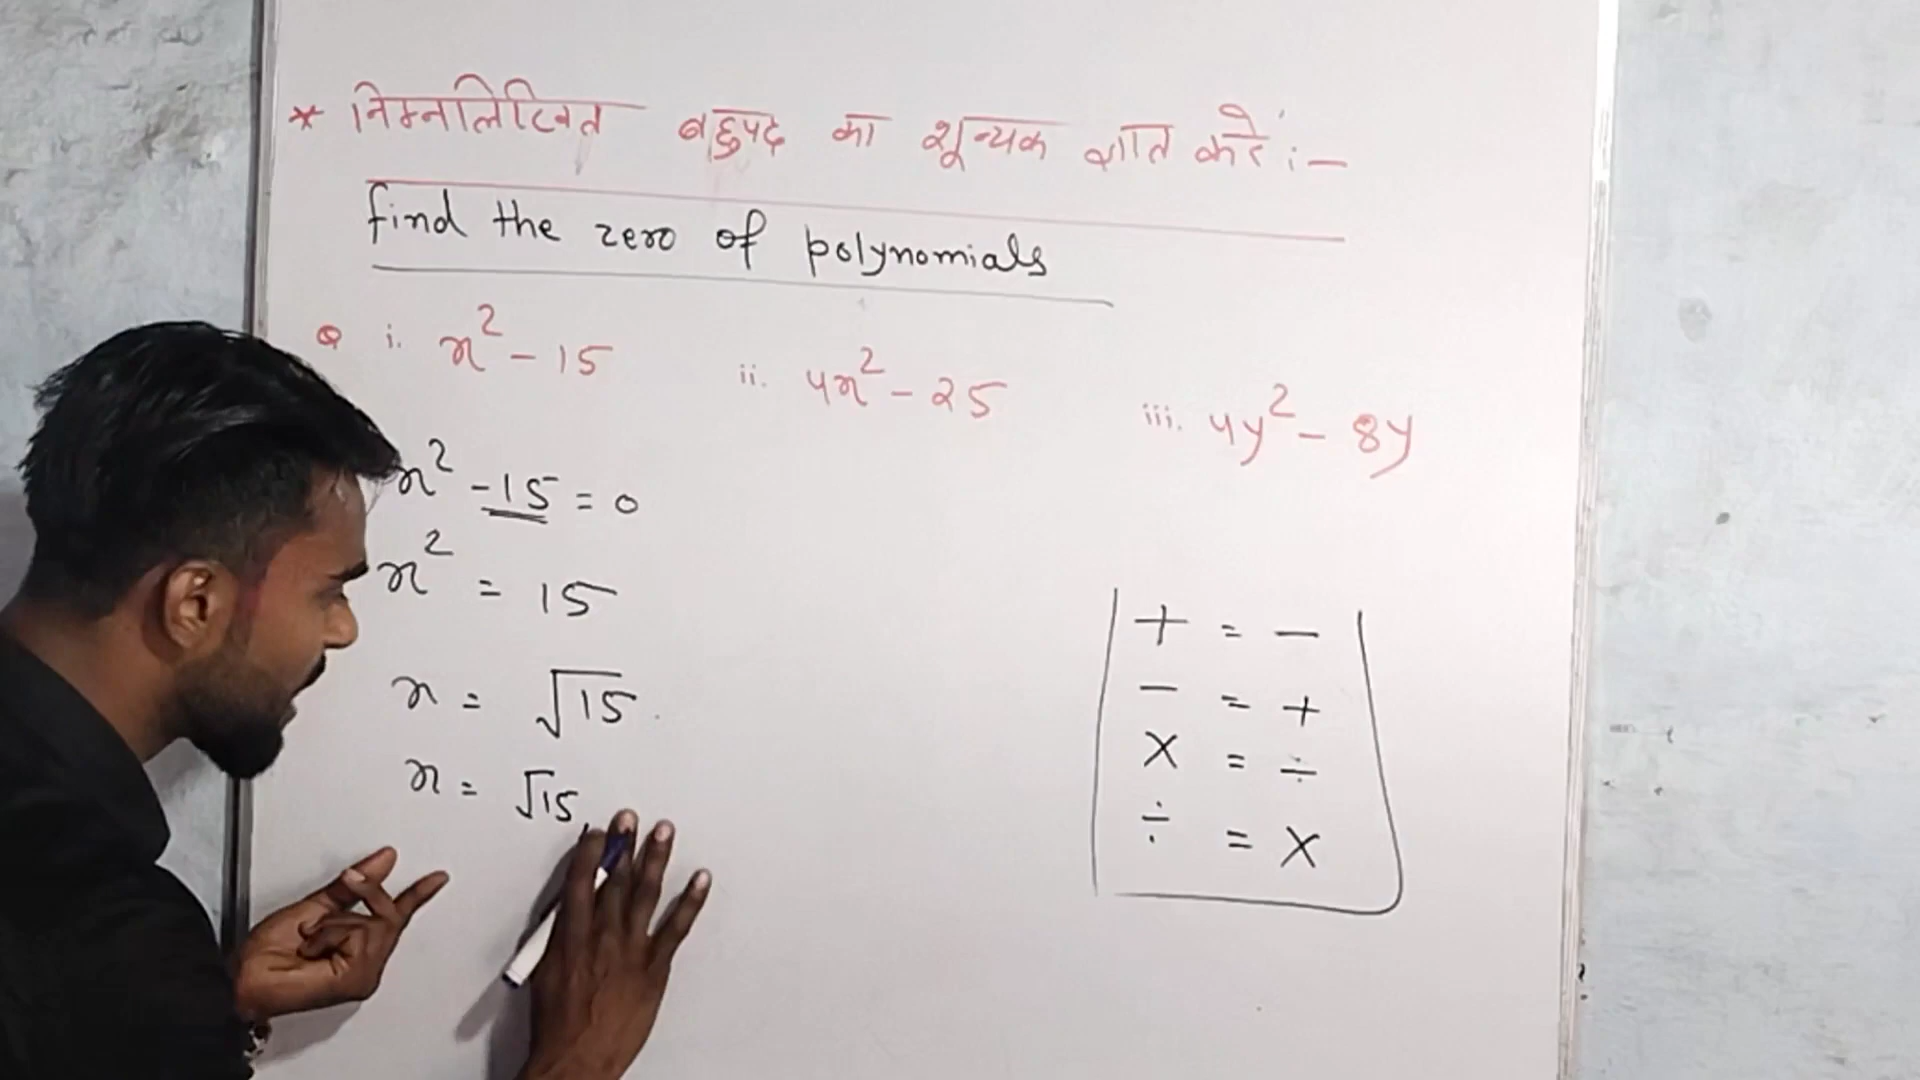 * निम्नलिखित बहुपद का शून्यक ज्ञात करें :-
find the zero of polynomials
Q i. x² - 15 ii. 4x² - 25 iii. 4y² - 8y
x² - 15 = 0
x² = 15
x = √15
x = √15,
+ = -
- = +
× = ÷
÷ = ×